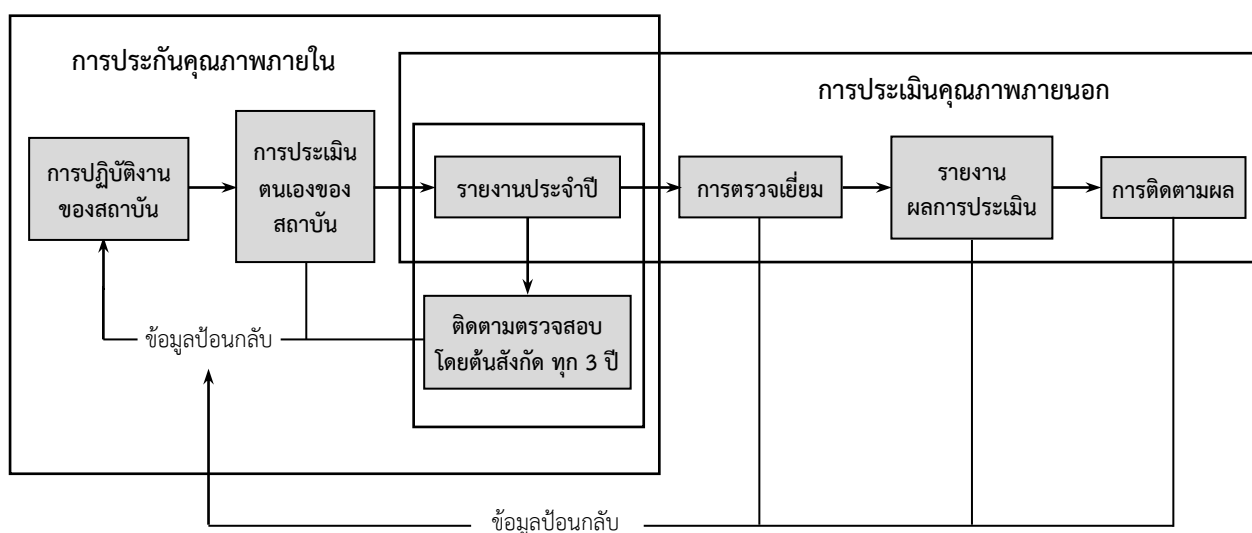 การประกันคุณภาพภายใน
การประเมินคุณภาพภายนอก
การปฏิบัติงาน
ของสถาบัน
การประเมิน
ตนเองของ
สถาบัน
รายงานประจำปี
การตรวจเยี่ยม
รายงาน
ผลการประเมิน
การติดตามผล
ติดตามตรวจสอบ
โดยต้นสังกัด ทุก 3 ปี
ข้อมูลป้อนกลับ
ข้อมูลป้อนกลับ